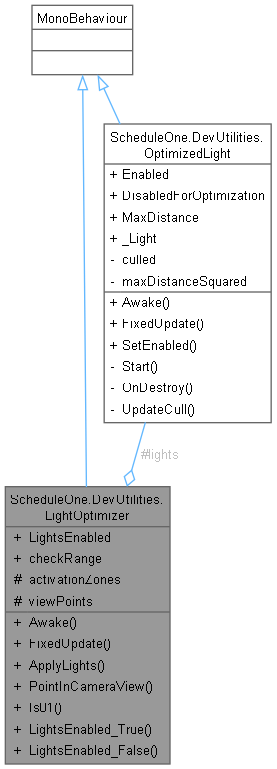 MonoBehaviour
ScheduleOne.DevUtilities.
OptimizedLight
+ Enabled
+ DisabledForOptimization
+ MaxDistance
+ _Light
- culled
- maxDistanceSquared
+ Awake()
+ FixedUpdate()
+ SetEnabled()
- Start()
- OnDestroy()
- UpdateCull()
#lights
ScheduleOne.DevUtilities.
LightOptimizer
+ LightsEnabled
+ checkRange
# activationZones
# viewPoints
+ Awake()
+ FixedUpdate()
+ ApplyLights()
+ PointInCameraView()
+ Is01()
+ LightsEnabled_True()
+ LightsEnabled_False()